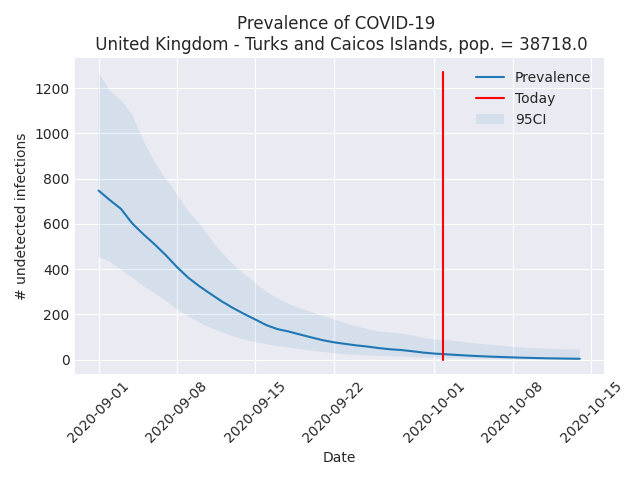 Prevalence of COVID-19
United Kingdom - Turks and Caicos Islands, pop. = 38718.0
Prevalence
Today
95CI
1200
1000
800
600
400
200
0
# undetected infections
2020-09-01
2020-09-08
2020-09-15
2020-09-22
2020-10-01
2020-10-08
2020-10-15
Date